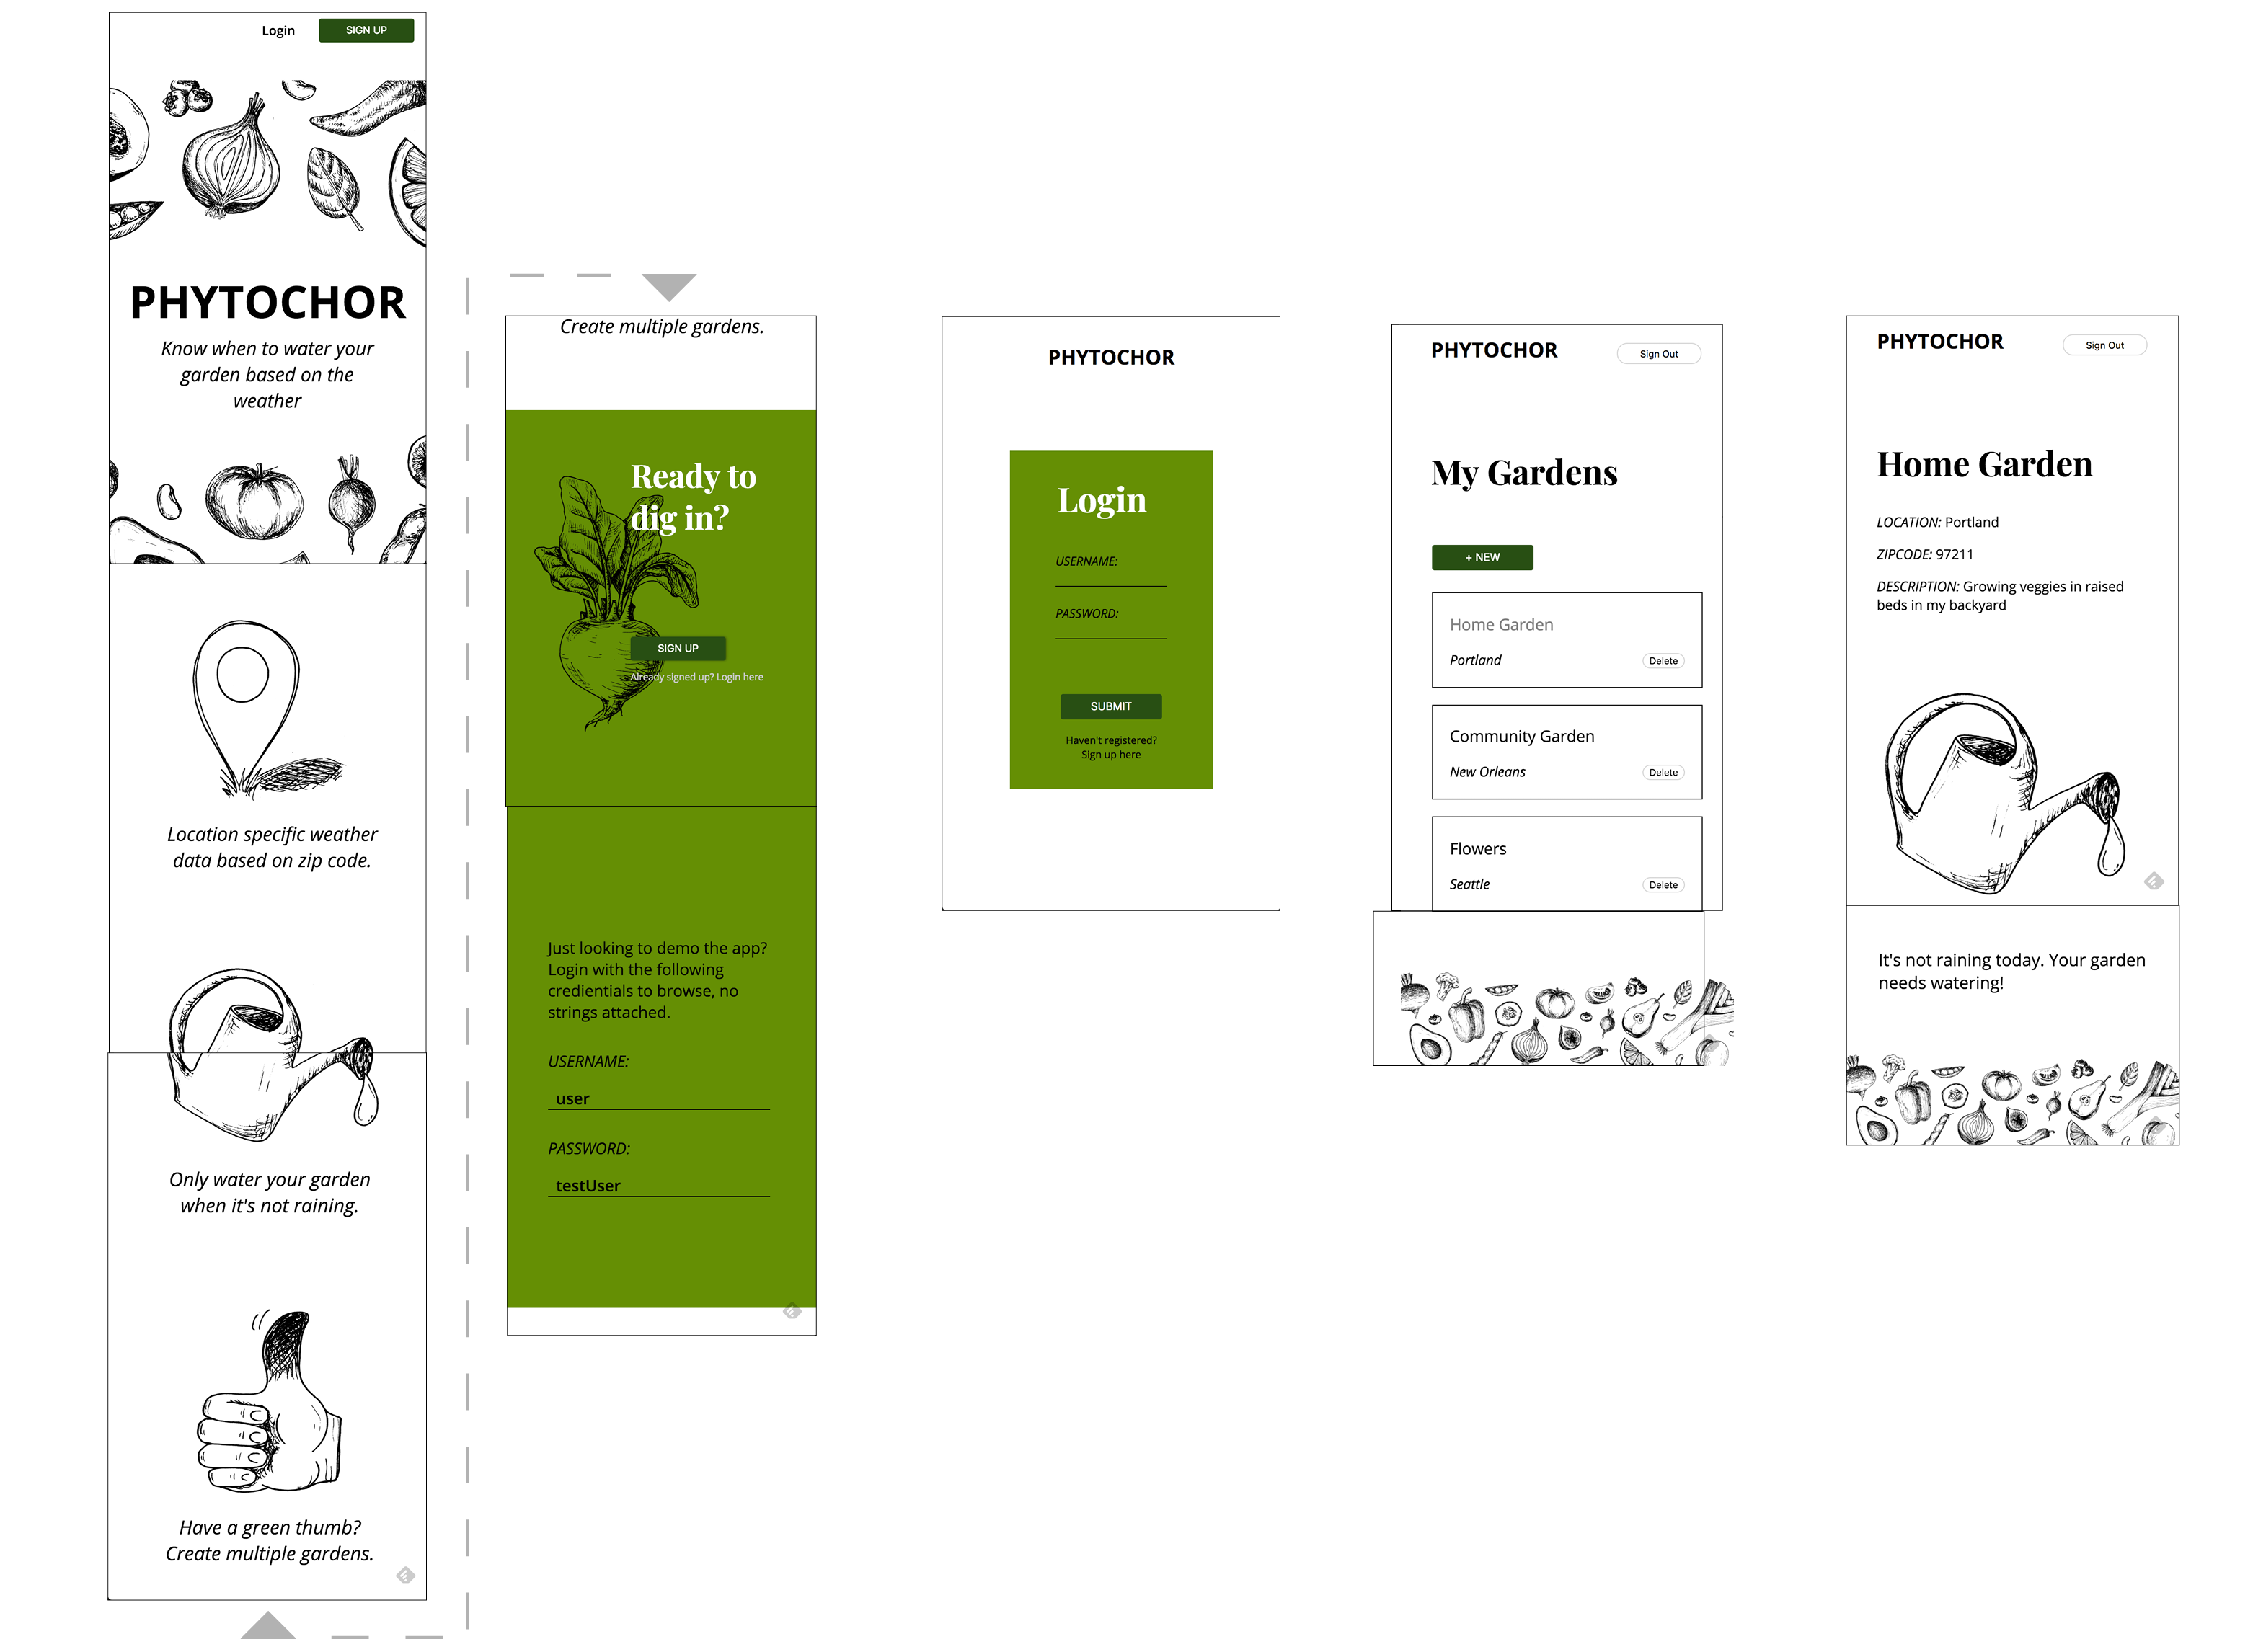 Login
SIGN UP
PHYTOCHOR
Know when to water your
garden based on the
weather
Location specific weather
data based on zip code.
Only water your garden
when it's not raining.
Have a green thumb?
Create multiple gardens.
Create multiple gardens.
Ready to
dig in?
SIGN UP
Already signed up? Login here
Just looking to demo the app?
Login with the following
credientials to browse, no
strings attached.
USERNAME:
user
PASSWORD:
testUser
PHYTOCHOR
Login
USERNAME:
PASSWORD:
SUBMIT
Haven't registered?
Sign up here
PHYTOCHOR
Sign Out
My Gardens
+ NEW
Home Garden
Portland
Delete
Community Garden
New Orleans
Delete
Flowers
Seattle
Delete
PHYTOCHOR
Sign Out
Home Garden
LOCATION: Portland
ZIPCODE: 97211
DESCRIPTION: Growing veggies in raised
beds in my backyard
It's not raining today. Your garden
needs watering!